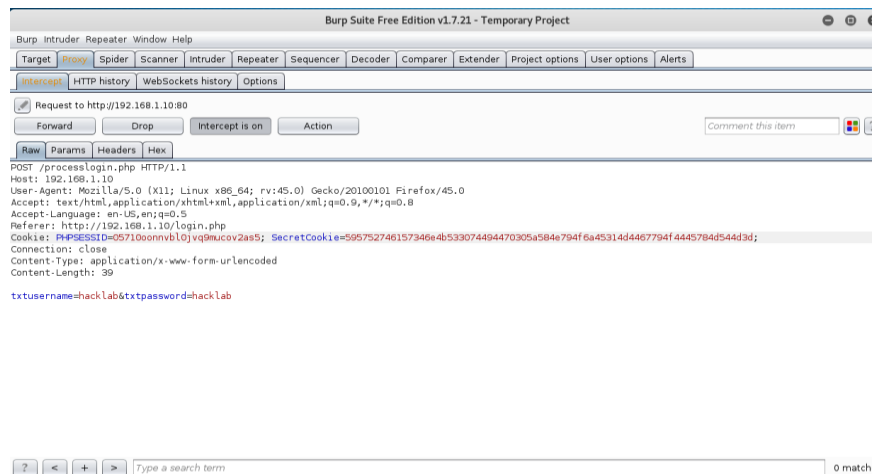 Burp Suite Free Edition v1.7.21 - Temporary Project
Burp Intruder Repeater Window Help
Target Proxy Spider Scanner Intruder Repeater Sequencer Decoder Comparer Extender Project options User options Alerts
Intercept HTTP history WebSockets history Options
Request to http://192.168.1.10:80
Forward Drop Intercept is on Action Comment this item
Raw Params Headers Hex
POST /processlogin.php HTTP/1.1
Host: 192.168.1.10
User-Agent: Mozilla/5.0 (X11; Linux x86_64; rv:45.0) Gecko/20100101 Firefox/45.0
Accept: text/html,application/xhtml+xml,application/xml;q=0.9,*/*;q=0.8
Accept-Language: en-US,en;q=0.5
Referer: http://192.168.1.10/login.php
Cookie: PHPSESSID=05710oonnvbl0jvq9mucov2as5; SecretCookie=595752746157346e4b533074494470305a584e794f6a45314d4467794f4445784d544d3d;
Connection: close
Content-Type: application/x-www-form-urlencoded
Content-Length: 39
txtusername=hacklab&txtpassword=hacklab
? < + > Type a search term 0 match